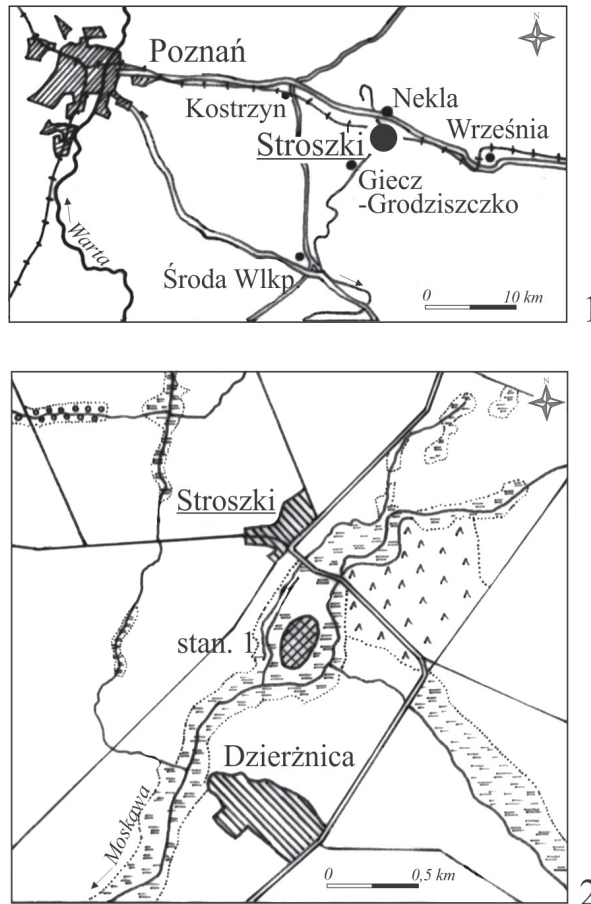 N
Poznań
Kostrzyn
Nekla
Stroszki
Września
Giecz
-Grodziszczko
Warta
Środa Wlkp.
0 10 km
1
N
Stroszki
stan. 1
Dzierżnica
Moskawa
0 0,5 km
2